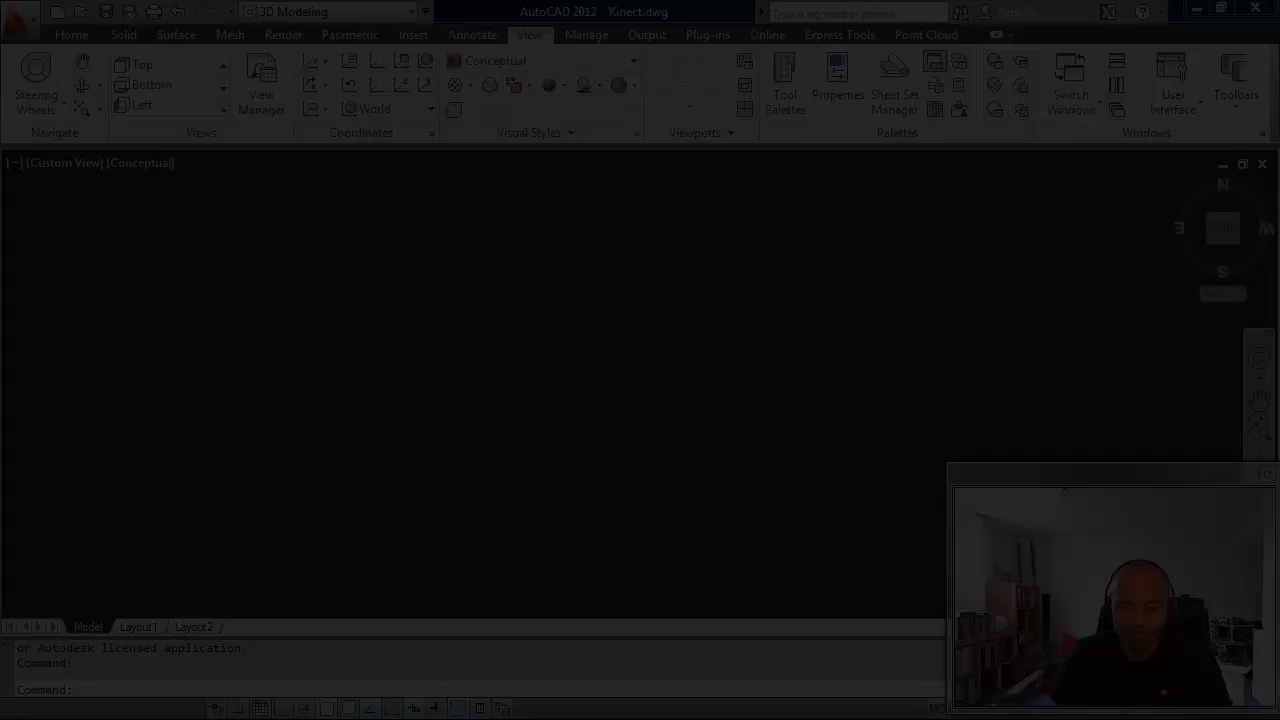 3D Modeling
AutoCAD 2012 Kinect.dwg
Type a keyword or phrase
Home Solid Surface Mesh Render Parametric Insert Annotate View Manage Output Plug-ins Online Express Tools Point Cloud
Top
Bottom
Left
Steering
Wheels
View
Manager
World
Conceptual
Tool
Palettes
Properties
Sheet Set
Manager
Switch
Windows
User
Interface
Toolbars
Navigate Views Coordinates Visual Styles Viewports Palettes Windows
[−] [Custom View] [Conceptual]
N
E
W
S
Model Layout1 Layout2
or Autodesk licensed application.
Command:
Command: